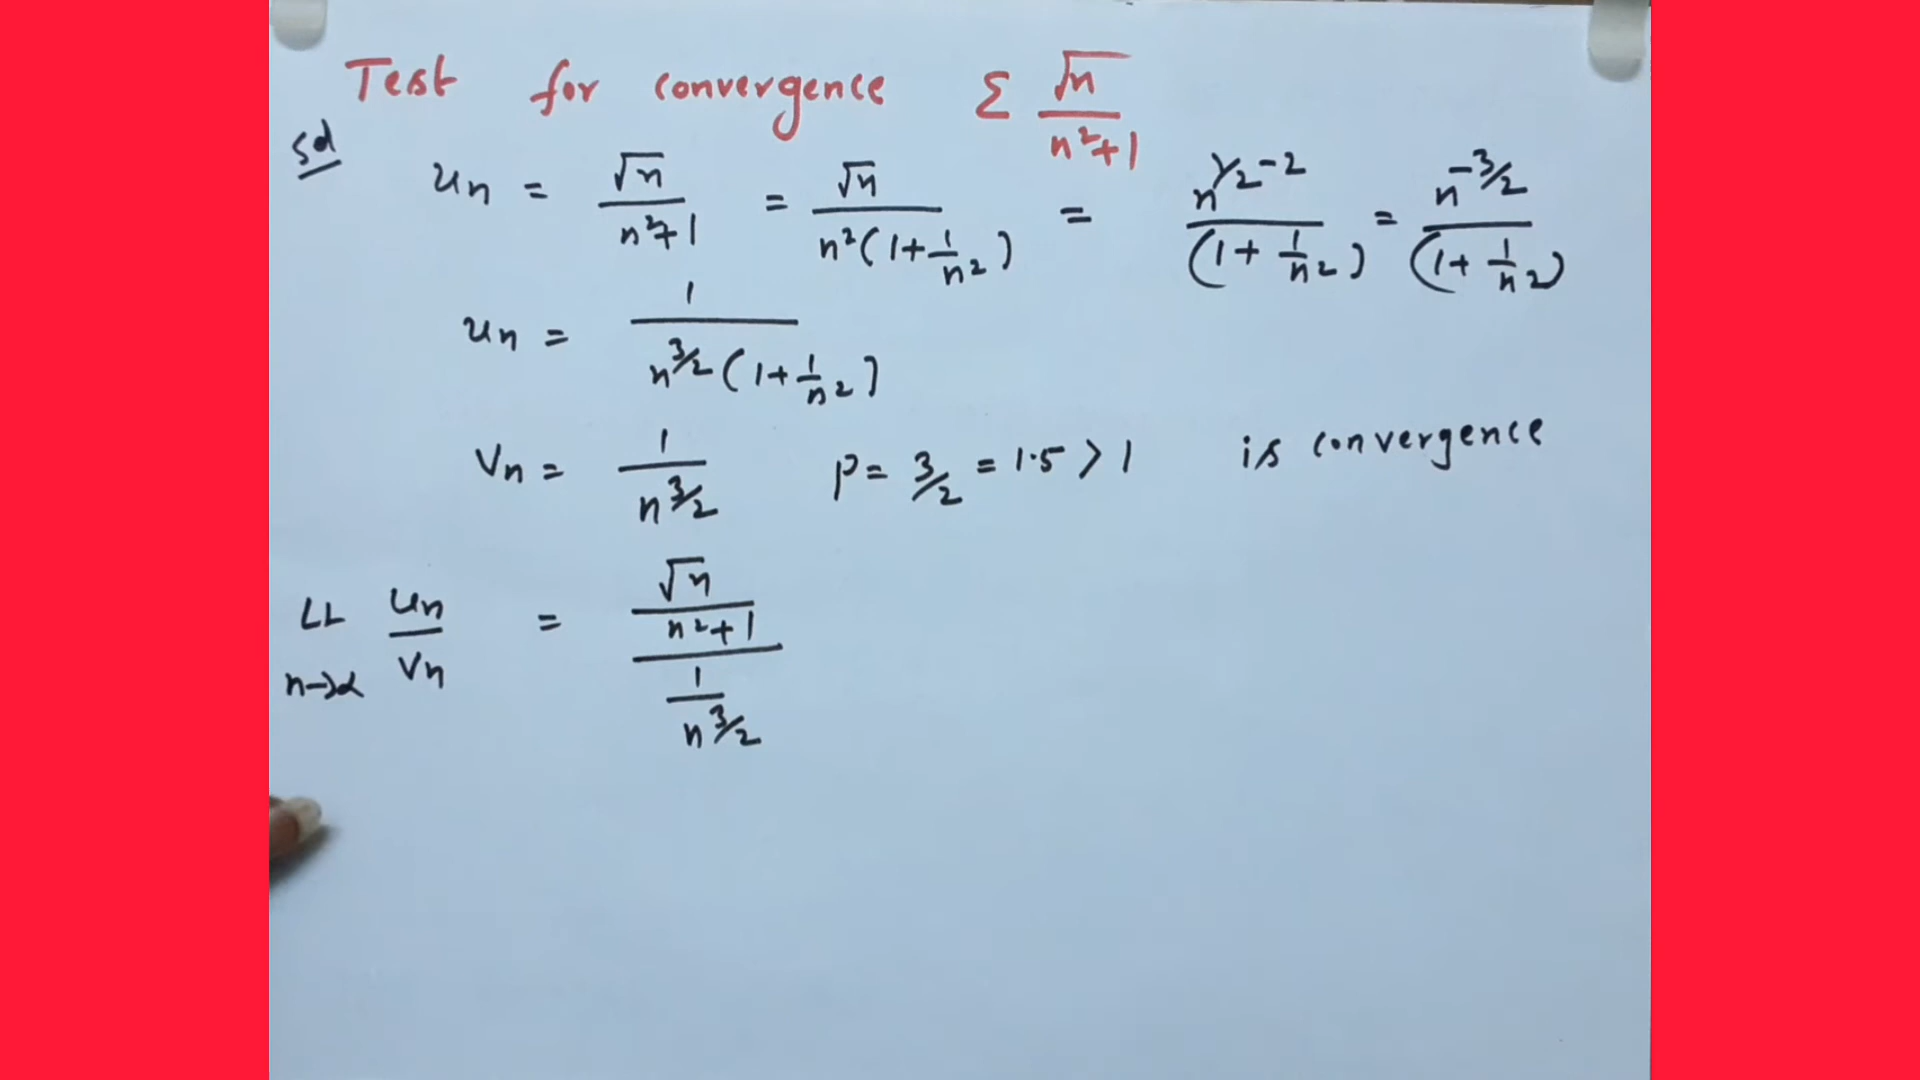 Test for convergence Σ √n / n²+1
Sol
un = √n / n²+1 = √n / n²(1+1/n²) = n^1/2-2 / (1+1/n²) = n^-3/2 / (1+1/n²)
un = 1 / n^3/2 (1+1/n²)
vn = 1 / n^3/2 p = 3/2 = 1.5 > 1 is convergence
Lt n→∞ un / vn = √n / n²+1 / 1 / n^3/2